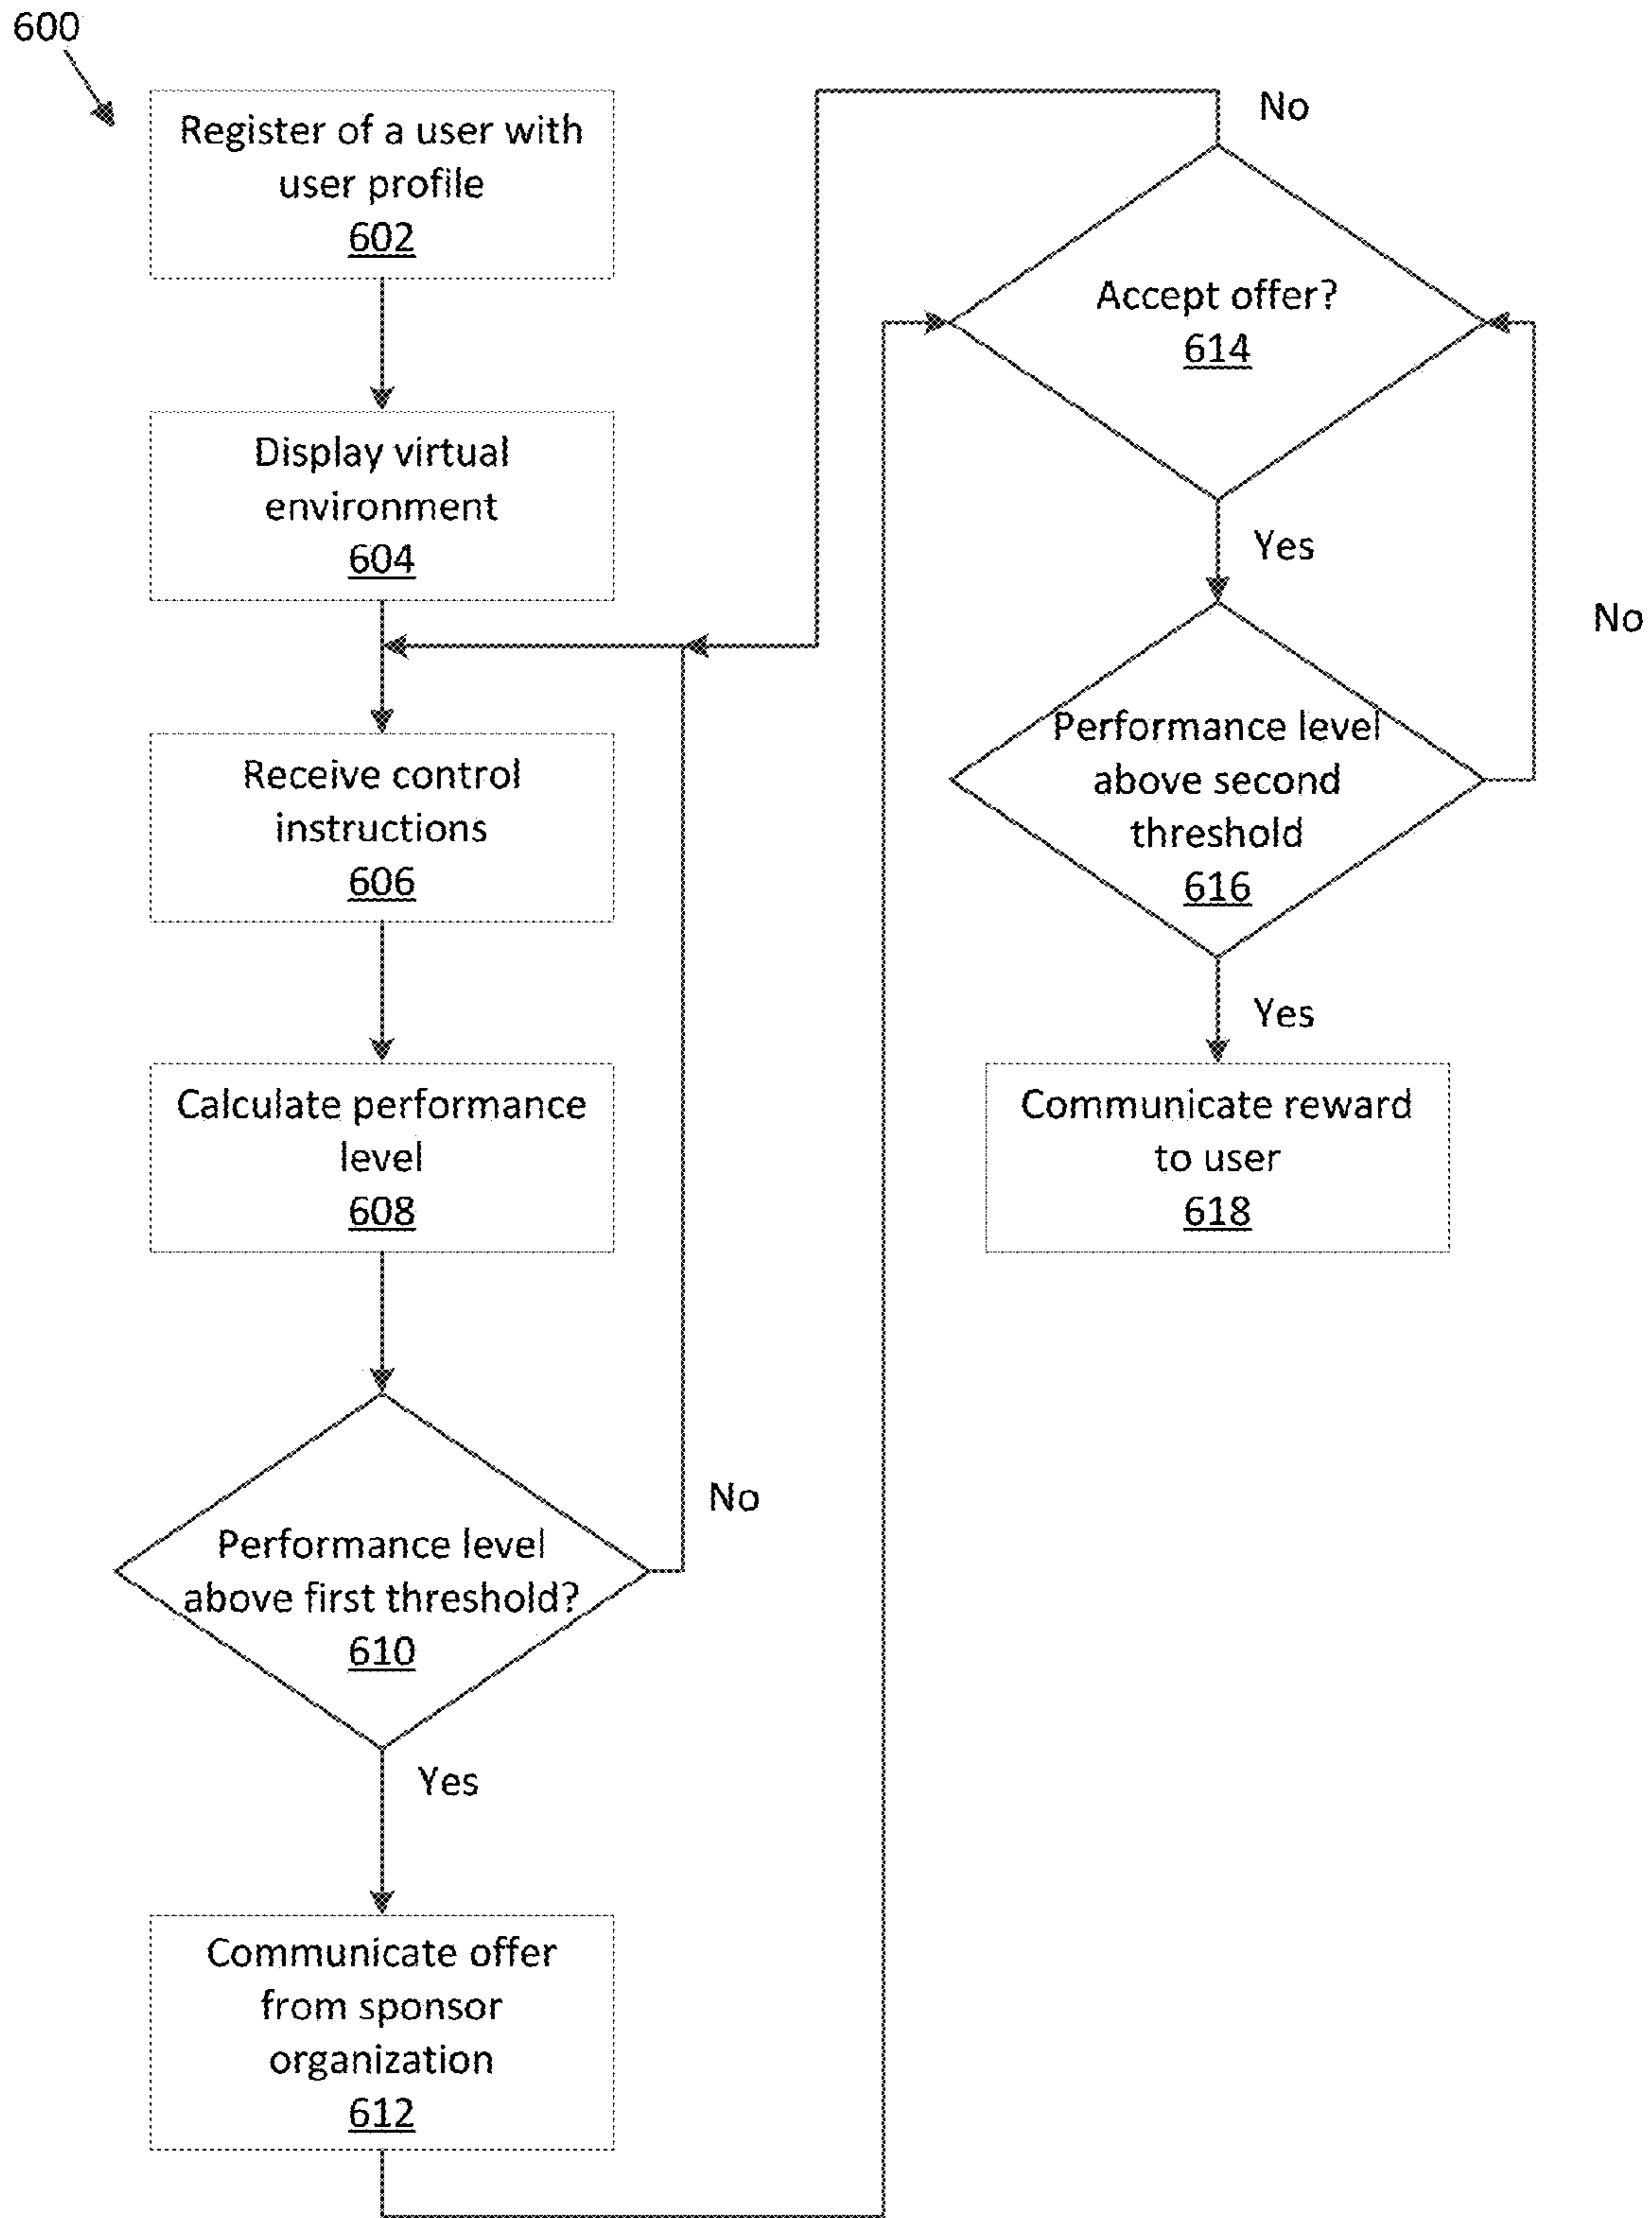 600
Register of a user with
user profile
602
Display virtual
environment
604
Receive control
instructions
606
Calculate performance
level
608
Performance level
above first threshold?
610
No
Yes
Communicate offer
from sponsor
organization
612
No
Accept offer?
614
Yes
No
Performance level
above second
threshold
616
Yes
Communicate reward
to user
618